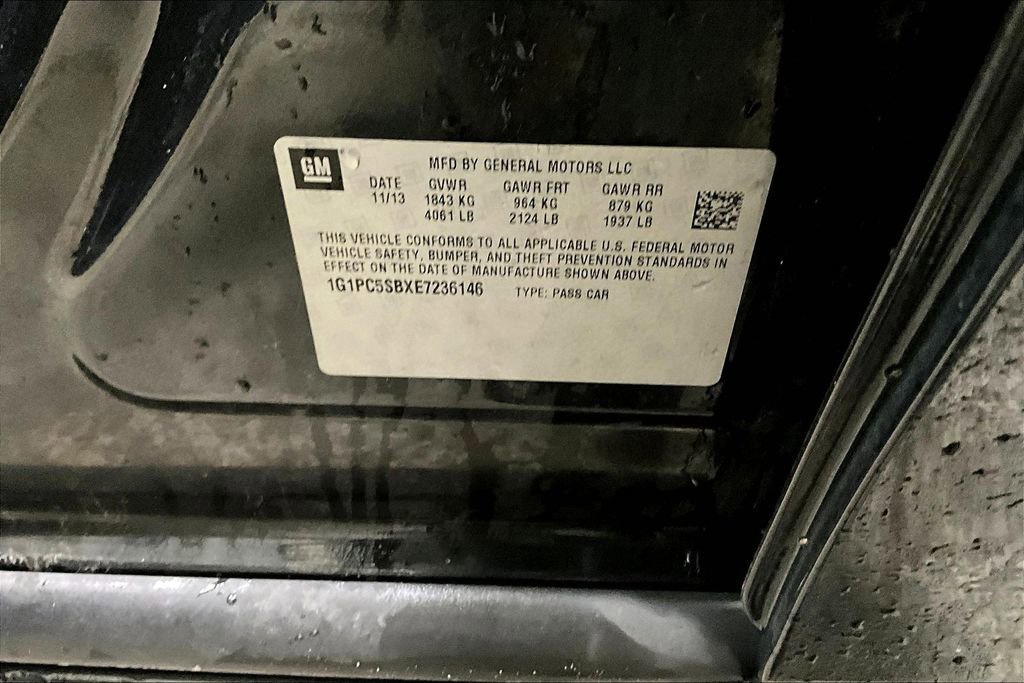 GM
MFD BY GENERAL MOTORS LLC
DATE GVWR GAWR FRT GAWR RR
11/13 1843 KG 964 KG 879 KG
4061 LB 2124 LB 1937 LB
THIS VEHICLE CONFORMS TO ALL APPLICABLE U.S. FEDERAL MOTOR
VEHICLE SAFETY, BUMPER, AND THEFT PREVENTION STANDARDS IN
EFFECT ON THE DATE OF MANUFACTURE SHOWN ABOVE.
1G1PC5SBXE7236146 TYPE: PASS CAR